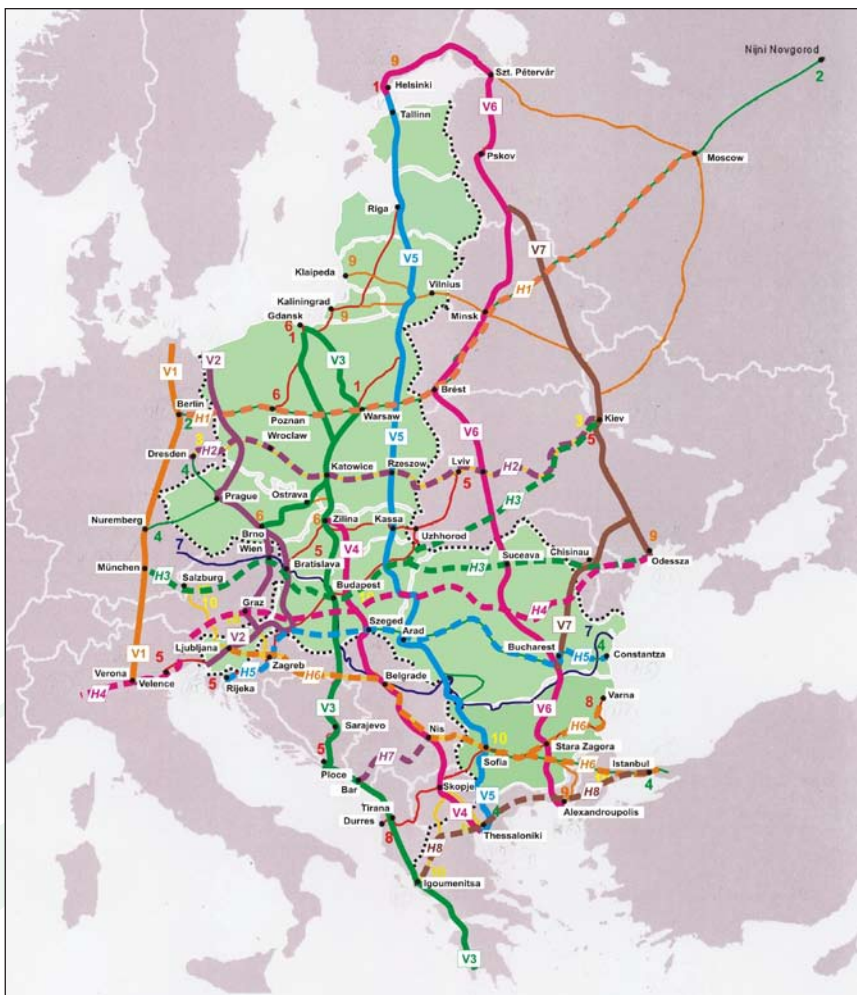 Nijni Novgorod
2
9
Szt. Pétervár
1
Helsinki
Tallinn
V6
Moscow
Pskov
Riga
V7
V5
9
Klaipeda
Vilnius
H1
Kaliningrad
9
Minsk
Gdansk
6
1
V3
V1
V2
1
Brést
Berlin
2
H1
6
Poznan
Warsaw
3
Kiev
5
Wroclaw
V5
V6
3
Dresden
H2
4
Katowice
Rzeszow
Lviv
5
H2
H3
Prague
Ostrava
Nuremberg
4
6
Brno
6
Zilina
Kassa
Uzhhorod
9
Odessza
7
Wien
5
V4
Suceava
Chisinau
München
H3
Salzburg
Bratislava
Budapest
H3
10
Graz
H4
V7
7
Szeged
Arad
Ljubljana
V2
Bucharest
H5
4
Constantza
V1
5
Verona
Velence
H4
H5
5
Rijeka
Zagreb
H6
Belgrade
8
Varna
V3
V6
H6
Sarajevo
Nis
10
Stara Zagora
5
H7
Sofia
H6
Istanbul
4
Ploce
Bar
Skopje
V5
9
H8
Alexandroupolis
Tirana
V4
4
Durres
8
Thessaloniki
H8
Igoumenitsa
V3